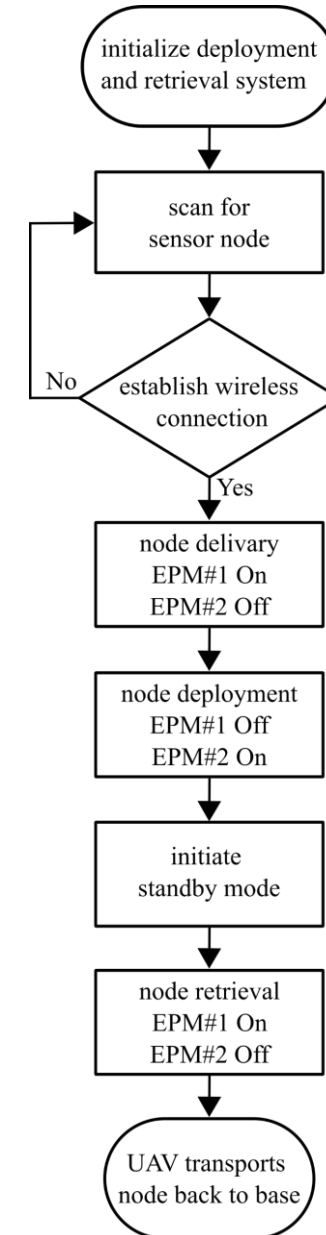 initialize deployment
and retrieval system
scan for
sensor node
No
establish wireless
connection
Yes
node delivary
EPM#1 On
EPM#2 Off
node deployment
EPM#1 Off
EPM#2 On
initiate
standby mode
node retrieval
EPM#1 On
EPM#2 Off
UAV transports
node back to base